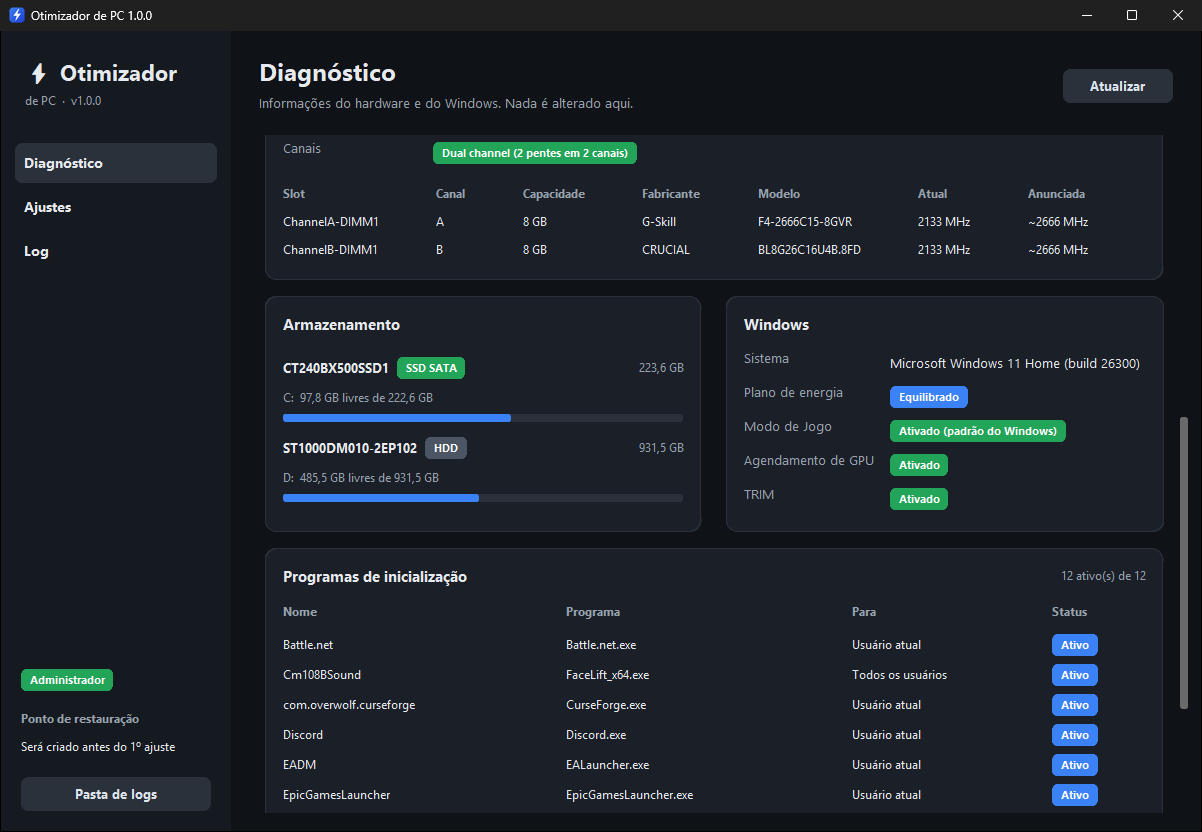 Otimizador de PC 1.0.0
Otimizador
de PC · v1.0.0
Diagnóstico
Ajustes
Log
Administrador
Ponto de restauração
Será criado antes do 1º ajuste
Pasta de logs
Diagnóstico
Informações do hardware e do Windows. Nada é alterado aqui.
Atualizar
Canais Dual channel (2 pentes em 2 canais)
Slot Canal Capacidade Fabricante Modelo Atual Anunciada
ChannelA-DIMM1 A 8 GB G-Skill F4-2666C15-8GVR 2133 MHz ~2666 MHz
ChannelB-DIMM1 B 8 GB CRUCIAL BL8G26C16U4B.8FD 2133 MHz ~2666 MHz
Armazenamento
CT240BX500SSD1 SSD SATA 223,6 GB
C: 97,8 GB livres de 222,6 GB
ST1000DM010-2EP102 HDD 931,5 GB
D: 485,5 GB livres de 931,5 GB
Windows
Sistema Microsoft Windows 11 Home (build 26300)
Plano de energia Equilibrado
Modo de Jogo Ativado (padrão do Windows)
Agendamento de GPU Ativado
TRIM Ativado
Programas de inicialização 12 ativo(s) de 12
Nome Programa Para Status
Battle.net Battle.net.exe Usuário atual Ativo
Cm108BSound FaceLift_x64.exe Todos os usuários Ativo
com.overwolf.curseforge CurseForge.exe Usuário atual Ativo
Discord Discord.exe Usuário atual Ativo
EADM EALauncher.exe Usuário atual Ativo
EpicGamesLauncher EpicGamesLauncher.exe Usuário atual Ativo